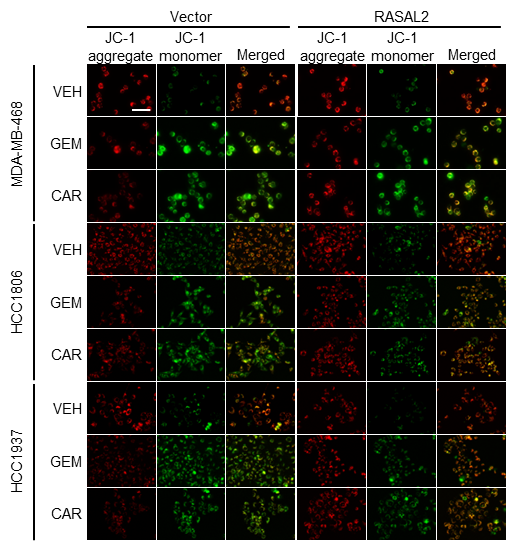 Vector
RASAL2
JC-1 aggregate
JC-1 monomer
Merged
JC-1 aggregate
JC-1 monomer
Merged
MDA-MB-468
VEH
GEM
CAR
HCC1806
VEH
GEM
CAR
HCC1937
VEH
GEM
CAR